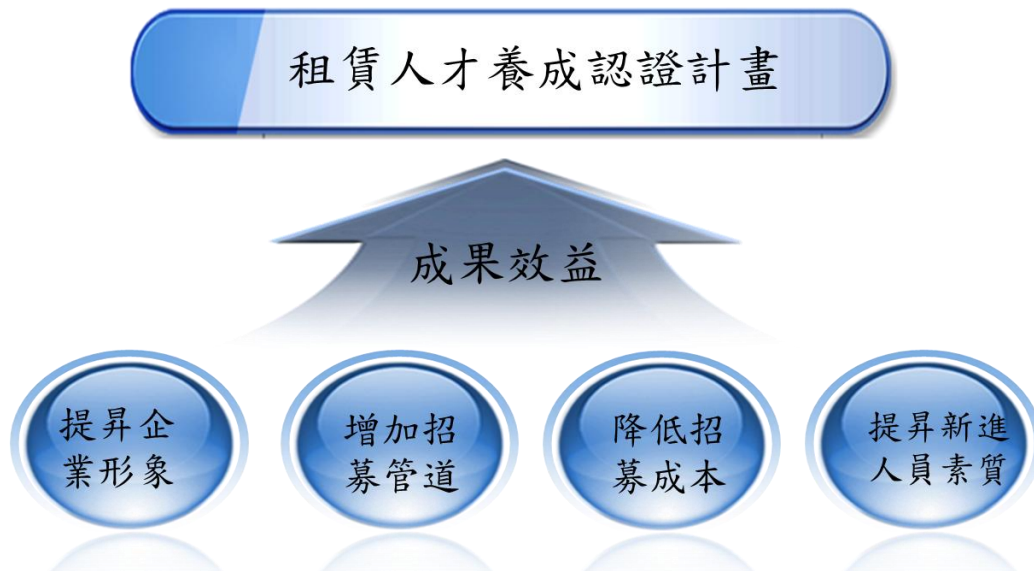 租賃人才養成認證計畫
成果效益
提昇企
業形象
增加招
募管道
降低招
募成本
提昇新進
人員素質